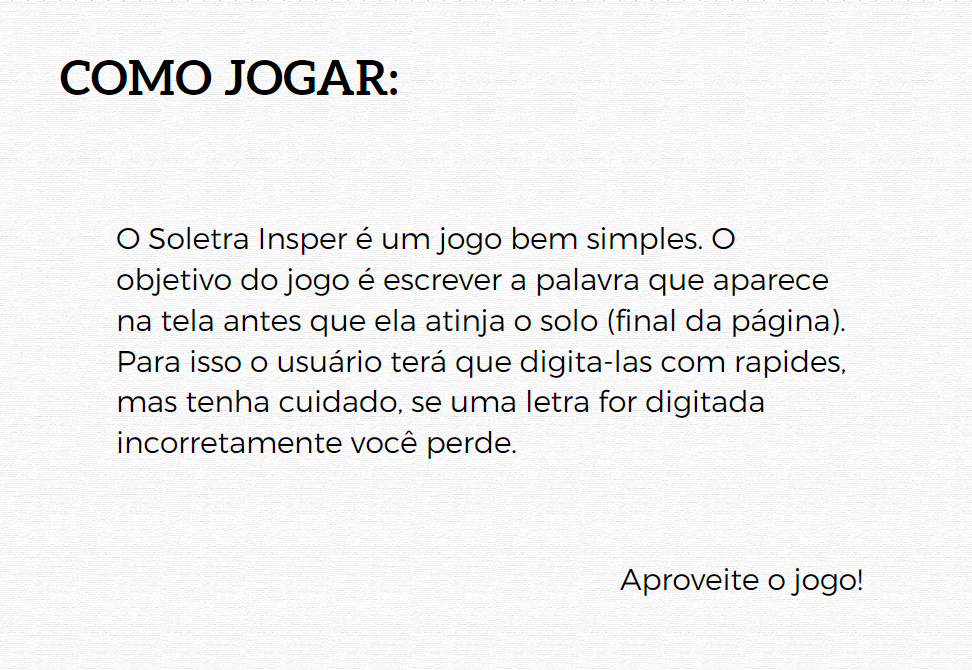 COMO JOGAR:
O Soletra Insper é um jogo bem simples. O
objetivo do jogo é escrever a palavra que aparece
na tela antes que ela atinja o solo (final da página).
Para isso o usuário terá que digita-las com rapides,
mas tenha cuidado, se uma letra for digitada
incorretamente você perde.
Aproveite o jogo!